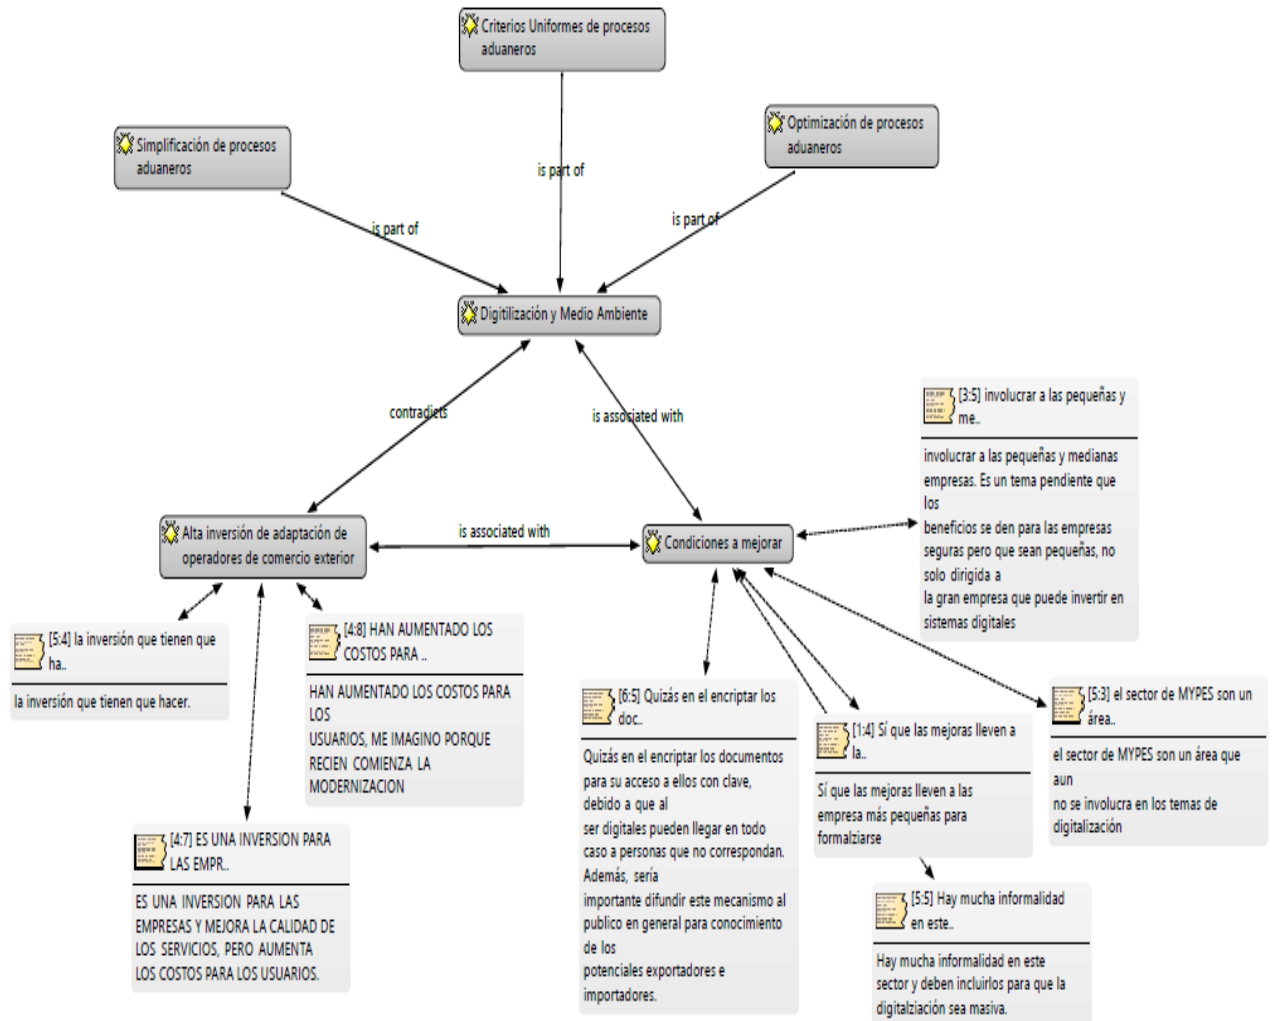 Criterios Uniformes de procesos
aduaneros
Simplificación de procesos
aduaneros
Optimización de procesos
aduaneros
is part of
is part of
is part of
Digitilización y Medio Ambiente
contradicts
is associated with
Alta inversión de adaptación de
operadores de comercio exterior
is associated with
Condiciones a mejorar
[3:5] involucrar a las pequeñas y
me..
involucrar a las pequeñas y medianas
empresas. Es un tema pendiente que
los
beneficios se den para las empresas
seguras pero que sean pequeñas, no
solo dirigida a
la gran empresa que puede invertir en
sistemas digitales
[5:4] la inversión que tienen que
ha..
la inversión que tienen que hacer.
[4:8] HAN AUMENTADO LOS
COSTOS PARA ..
HAN AUMENTADO LOS COSTOS PARA
LOS
USUARIOS, ME IMAGINO PORQUE
RECIEN COMIENZA LA
MODERNIZACION
[4:7] ES UNA INVERSION PARA
LAS EMPR..
ES UNA INVERSION PARA LAS
EMPRESAS Y MEJORA LA CALIDAD DE
LOS SERVICIOS, PERO AUMENTA
LOS COSTOS PARA LOS USUARIOS.
[6:5] Quizás en el encriptar los
doc..
Quizás en el encriptar los documentos
para su acceso a ellos con clave,
debido a que al
ser digitales pueden llegar en todo
caso a personas que no correspondan.
Además, sería
importante difundir este mecanismo al
publico en general para conocimiento
de los
potenciales exportadores e
importadores.
[1:4] Sí que las mejoras lleven a
la..
Sí que las mejoras lleven a las
empresa más pequeñas para
formalziarse
[5:3] el sector de MYPES son un
área..
el sector de MYPES son un área que
aun
no se involucra en los temas de
digitalización
[5:5] Hay mucha informalidad
en este..
Hay mucha informalidad en este
sector y deben incluirlos para que la
digitalziación sea masiva.